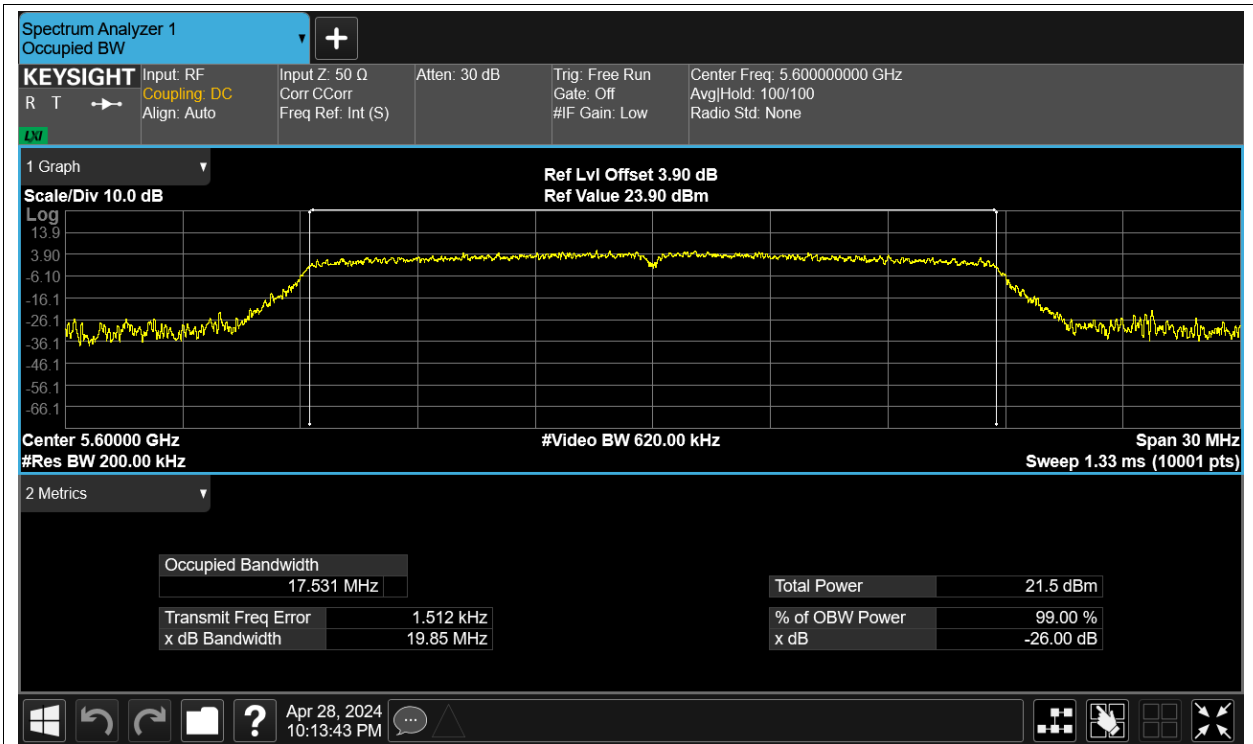 Spectrum Analyzer 1
Occupied BW
KEYSIGHT
R T
LXI
Input: RF
Coupling: DC
Align: Auto
Input Z: 50 Ω
Corr CCorr
Freq Ref: Int (S)
Atten: 30 dB
Trig: Free Run
Gate: Off
#IF Gain: Low
Center Freq: 5.600000000 GHz
Avg|Hold: 100/100
Radio Std: None
1 Graph
Scale/Div 10.0 dB
Ref Lvl Offset 3.90 dB
Ref Value 23.90 dBm
Log
13.9
3.90
-6.10
-16.1
-26.1
-36.1
-46.1
-56.1
-66.1
Center 5.60000 GHz
#Video BW 620.00 kHz
Span 30 MHz
#Res BW 200.00 kHz
Sweep 1.33 ms (10001 pts)
2 Metrics
Occupied Bandwidth
17.531 MHz
Total Power 21.5 dBm
Transmit Freq Error 1.512 kHz
% of OBW Power 99.00 %
x dB Bandwidth 19.85 MHz
x dB -26.00 dB
?
Apr 28, 2024
10:13:43 PM